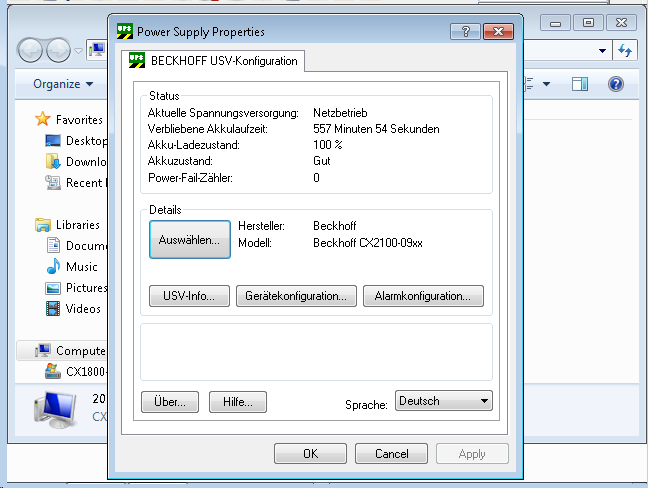 UPS Power Supply Properties
UPS BECKHOFF USV-Konfiguration
Organize
Favorites
Desktop
Recent
Libraries
Music
Pictures
Videos
Status
Aktuelle Spannungsversorgung: Netzbetrieb
Verbliebene Akkulaufzeit: 557 Minuten 54 Sekunden
Akku-Ladezustand: 100 %
Akkuzustand: Gut
Power-Fail-Zähler: 0
Details
Auswählen...
Hersteller: Beckhoff
Modell: Beckhoff CX2100-09xx
USV-Info...
Gerätekonfiguration...
Alarmkonfiguration...
Über...
Hilfe...
Sprache: Deutsch
OK
Cancel
Apply